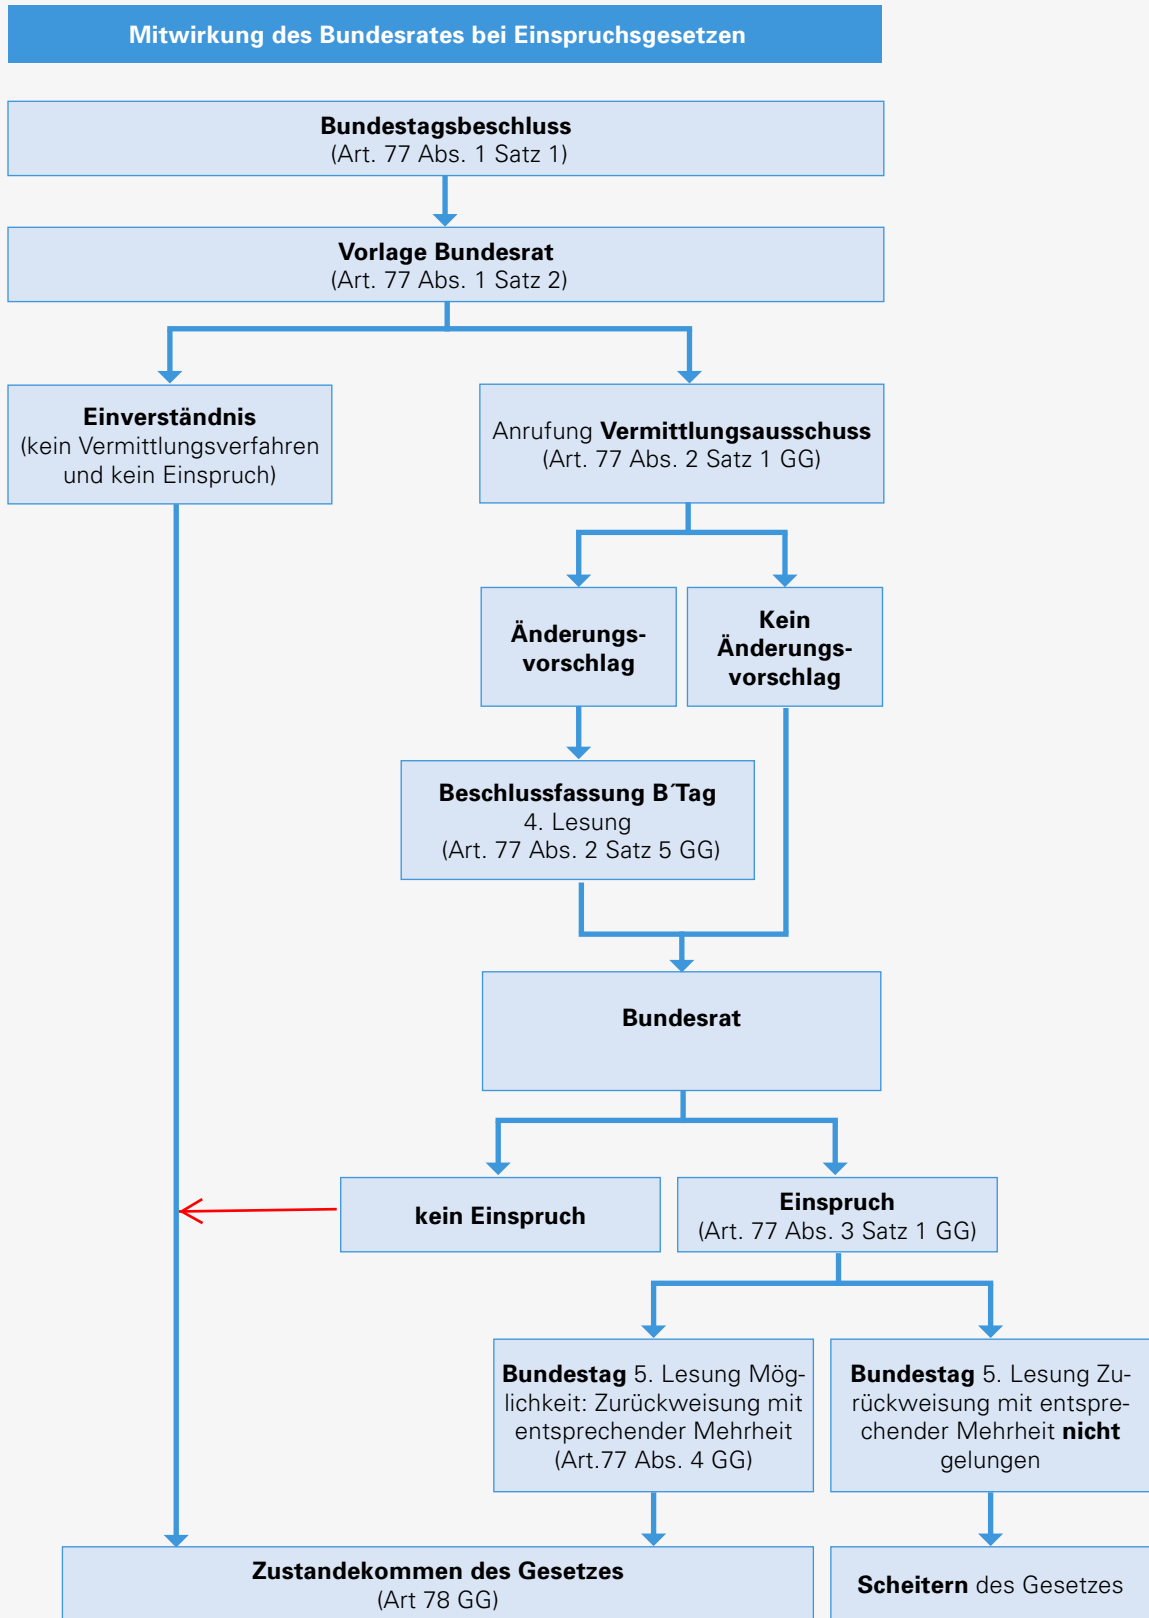 Mitwirkung des Bundesrates bei Einspruchsgesetzen
Bundestagsbeschluss
(Art. 77 Abs. 1 Satz 1)
Vorlage Bundesrat
(Art. 77 Abs. 1 Satz 2)
Einverständnis
(kein Vermittlungsverfahren
und kein Einspruch)
Anrufung Vermittlungsausschuss
(Art. 77 Abs. 2 Satz 1 GG)
Änderungs-
vorschlag
Kein
Änderungs-
vorschlag
Beschlussfassung B´Tag
4. Lesung
(Art. 77 Abs. 2 Satz 5 GG)
Bundesrat
kein Einspruch
Einspruch
(Art. 77 Abs. 3 Satz 1 GG)
Bundestag 5. Lesung Mög-
lichkeit: Zurückweisung mit
entsprechender Mehrheit
(Art.77 Abs. 4 GG)
Bundestag 5. Lesung Zu-
rückweisung mit entspre-
chender Mehrheit nicht
gelungen
Zustandekommen des Gesetzes
(Art 78 GG)
Scheitern des Gesetzes